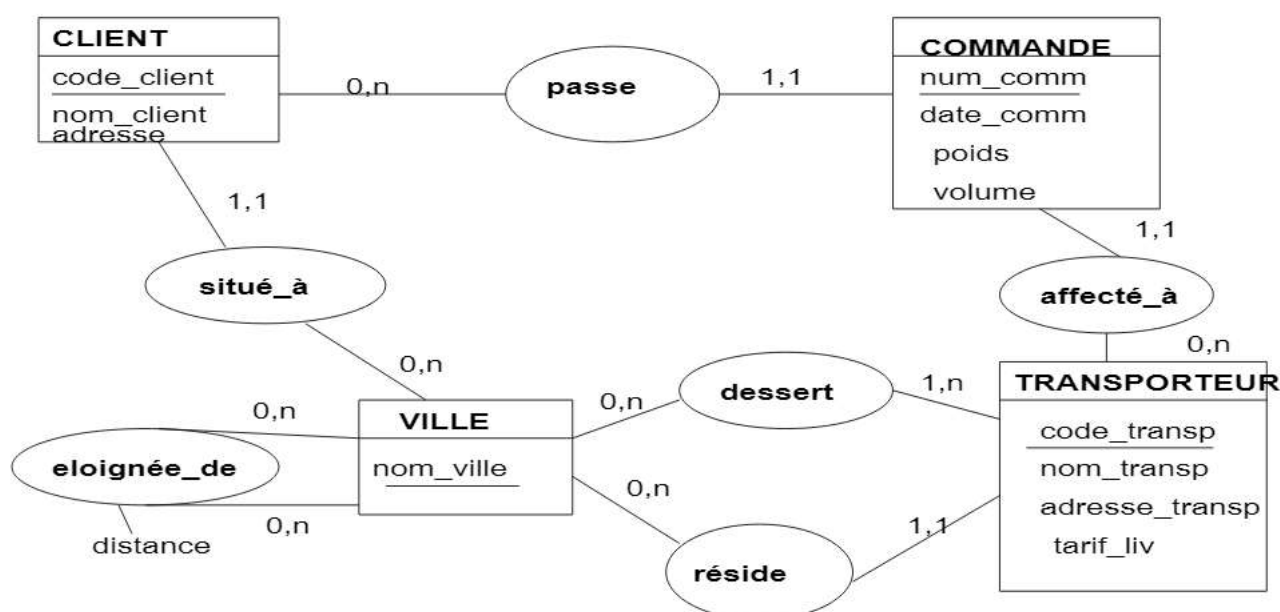 CLIENT
code_client
nom_client
adresse
0,n
passe
1,1
COMMANDE
num_comm
date_comm
poids
volume
1,1
situé_à
0,n
1,1
affecté_à
0,n
VILLE
nom_ville
0,n
eloignée_de
0,n
distance
0,n
dessert
1,n
0,n
réside
1,1
TRANSPORTEUR
code_transp
nom_transp
adresse_transp
tarif_liv